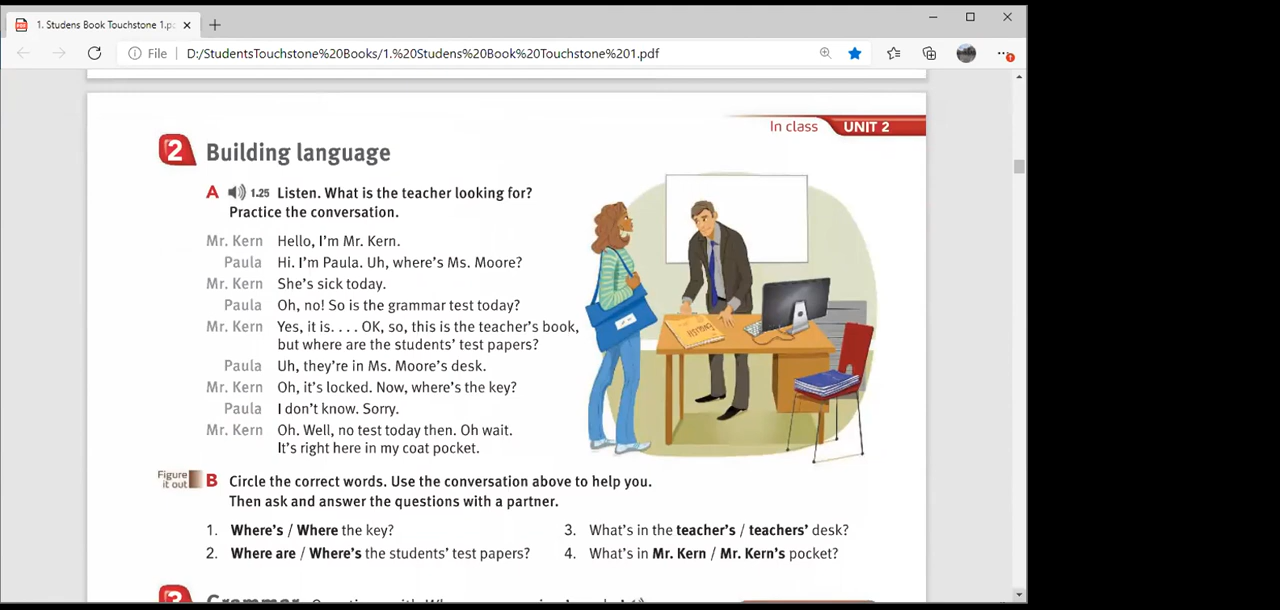 1. Studens Book Touchstone 1.pc
File D:/StudentsTouchstone%20Books/1.%20Studens%20Book%20Touchstone%201.pdf
In class UNIT 2
2 Building language
A 1.25 Listen. What is the teacher looking for?
Practice the conversation.
Mr. Kern Hello, I'm Mr. Kern.
Paula Hi. I'm Paula. Uh, where's Ms. Moore?
Mr. Kern She's sick today.
Paula Oh, no! So is the grammar test today?
Mr. Kern Yes, it is. . . . OK, so, this is the teacher's book,
but where are the students' test papers?
Paula Uh, they're in Ms. Moore's desk.
Mr. Kern Oh, it's locked. Now, where's the key?
Paula I don't know. Sorry.
Mr. Kern Oh. Well, no test today then. Oh wait.
It's right here in my coat pocket.
ENGLISH
Figure it out B Circle the correct words. Use the conversation above to help you.
Then ask and answer the questions with a partner.
1. Where's / Where the key?
2. Where are / Where's the students' test papers?
3. What's in the teacher's / teachers' desk?
4. What's in Mr. Kern / Mr. Kern's pocket?
3 Grammar